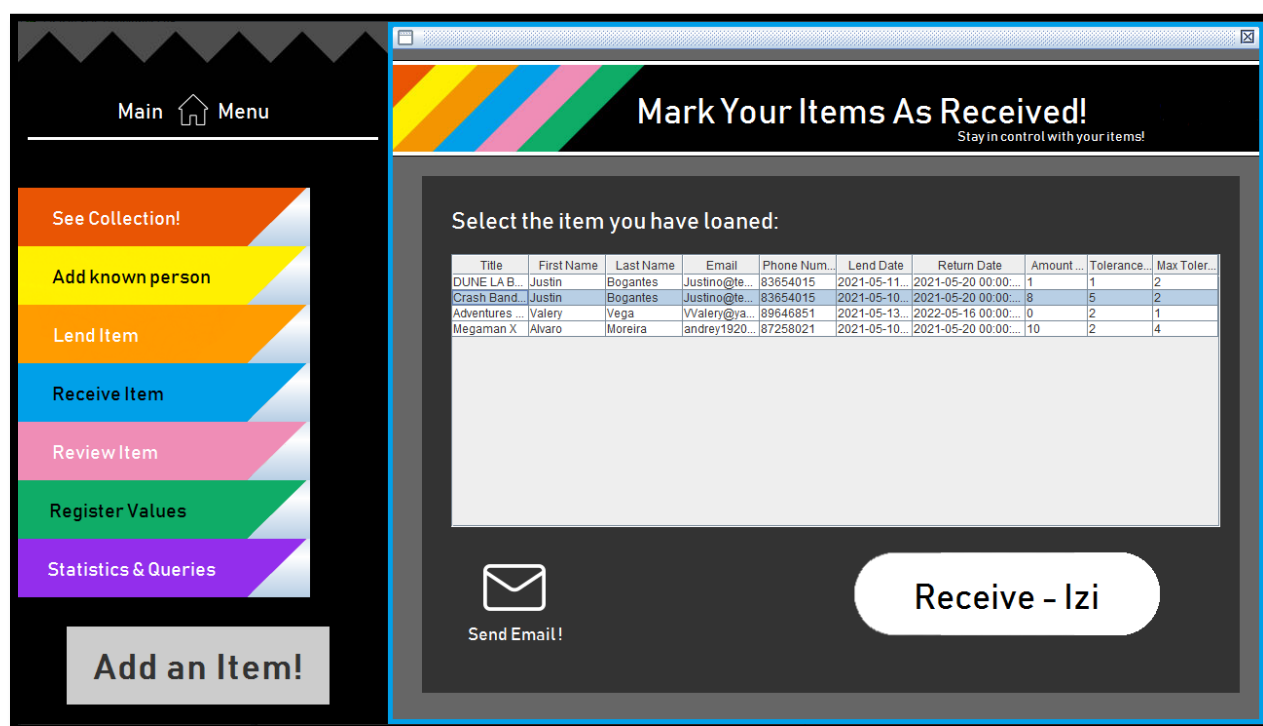 Main Menu
See Collection!
Add known person
Lend Item
Receive Item
Review Item
Register Values
Statistics & Queries
Add an Item!
Mark Your Items As Received!
Stay in control with your items!
Select the item you have loaned:
Title First Name Last Name Email Phone Num... Lend Date Return Date Amount ... Tolerance... Max Toler...
DUNE LA B... Justin Bogantes Justino@te... 83654015 2021-05-11... 2021-05-20 00:00:... 1 1 2
Crash Band... Justin Bogantes Justino@te... 83654015 2021-05-10... 2021-05-20 00:00:... 8 5 2
Adventures ... Valery Vega VValery@ya... 89646851 2021-05-13... 2022-05-16 00:00:... 0 2 1
Megaman X Alvaro Moreira andrey1920... 87258021 2021-05-10... 2021-05-20 00:00:... 10 2 4
Send Email!
Receive - Izi